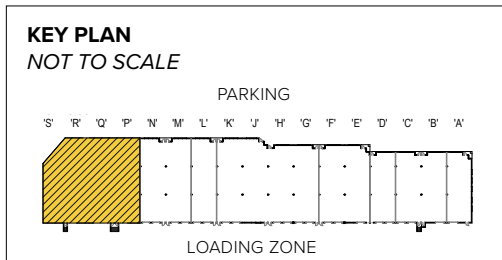 KEY PLAN
NOT TO SCALE
PARKING
'S' 'R' 'Q' 'P' 'N' 'M' 'L' 'K' 'J' 'H' 'G' 'F' 'E' 'D' 'C' 'B' 'A'
LOADING ZONE